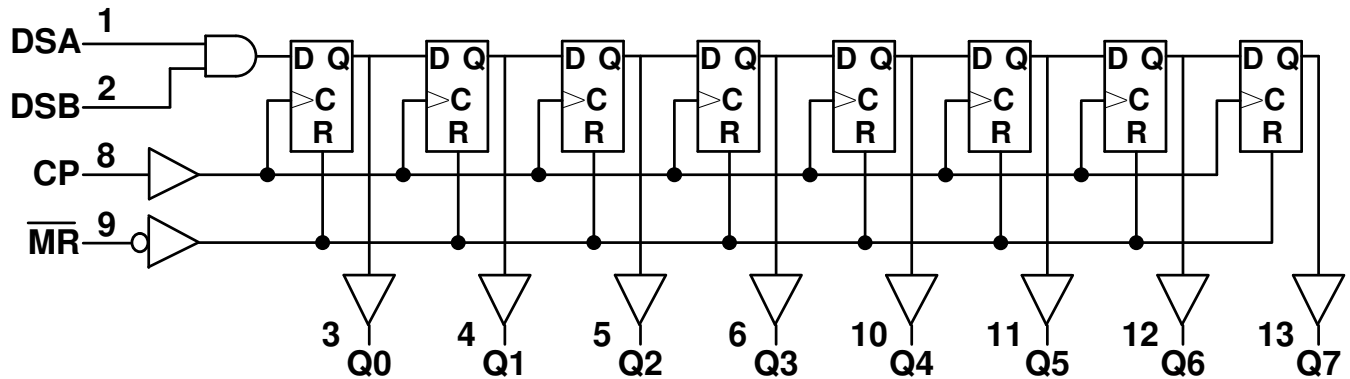 DSA 1
D Q D Q D Q D Q D Q D Q D Q D Q
DSB 2
C C C C C C C C
R R R R R R R R
CP 8
M̅R̅ 9
3 4 5 6 10 11 12 13
Q0 Q1 Q2 Q3 Q4 Q5 Q6 Q7